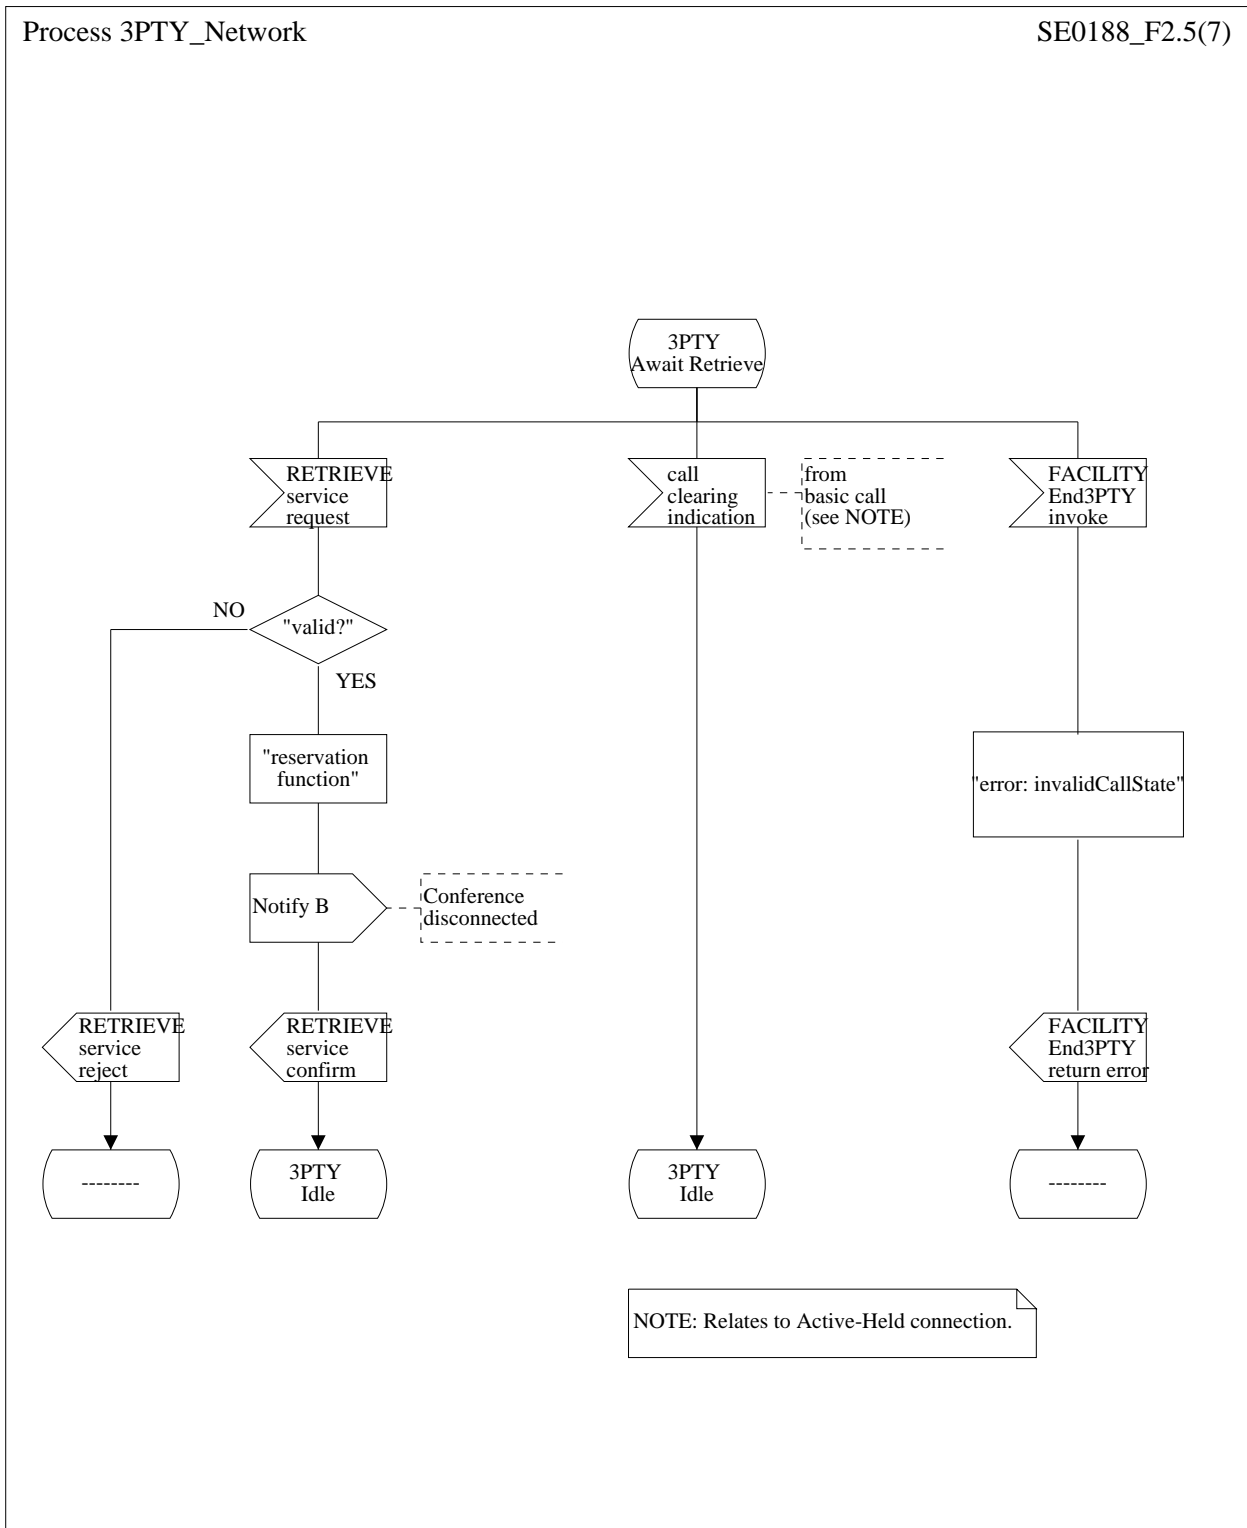 Process 3PTY_Network
SE0188_F2.5(7)
3PTY
Await Retrieve
RETRIEVE
service
request
call
clearing
indication
from
basic call
(see NOTE)
FACILITY
End3PTY
invoke
NO
"valid?"
YES
"reservation
function"
"error: invalidCallState"
Notify B
Conference
disconnected
RETRIEVE
service
reject
RETRIEVE
service
confirm
FACILITY
End3PTY
return error
--------
3PTY
Idle
3PTY
Idle
--------
NOTE: Relates to Active-Held connection.